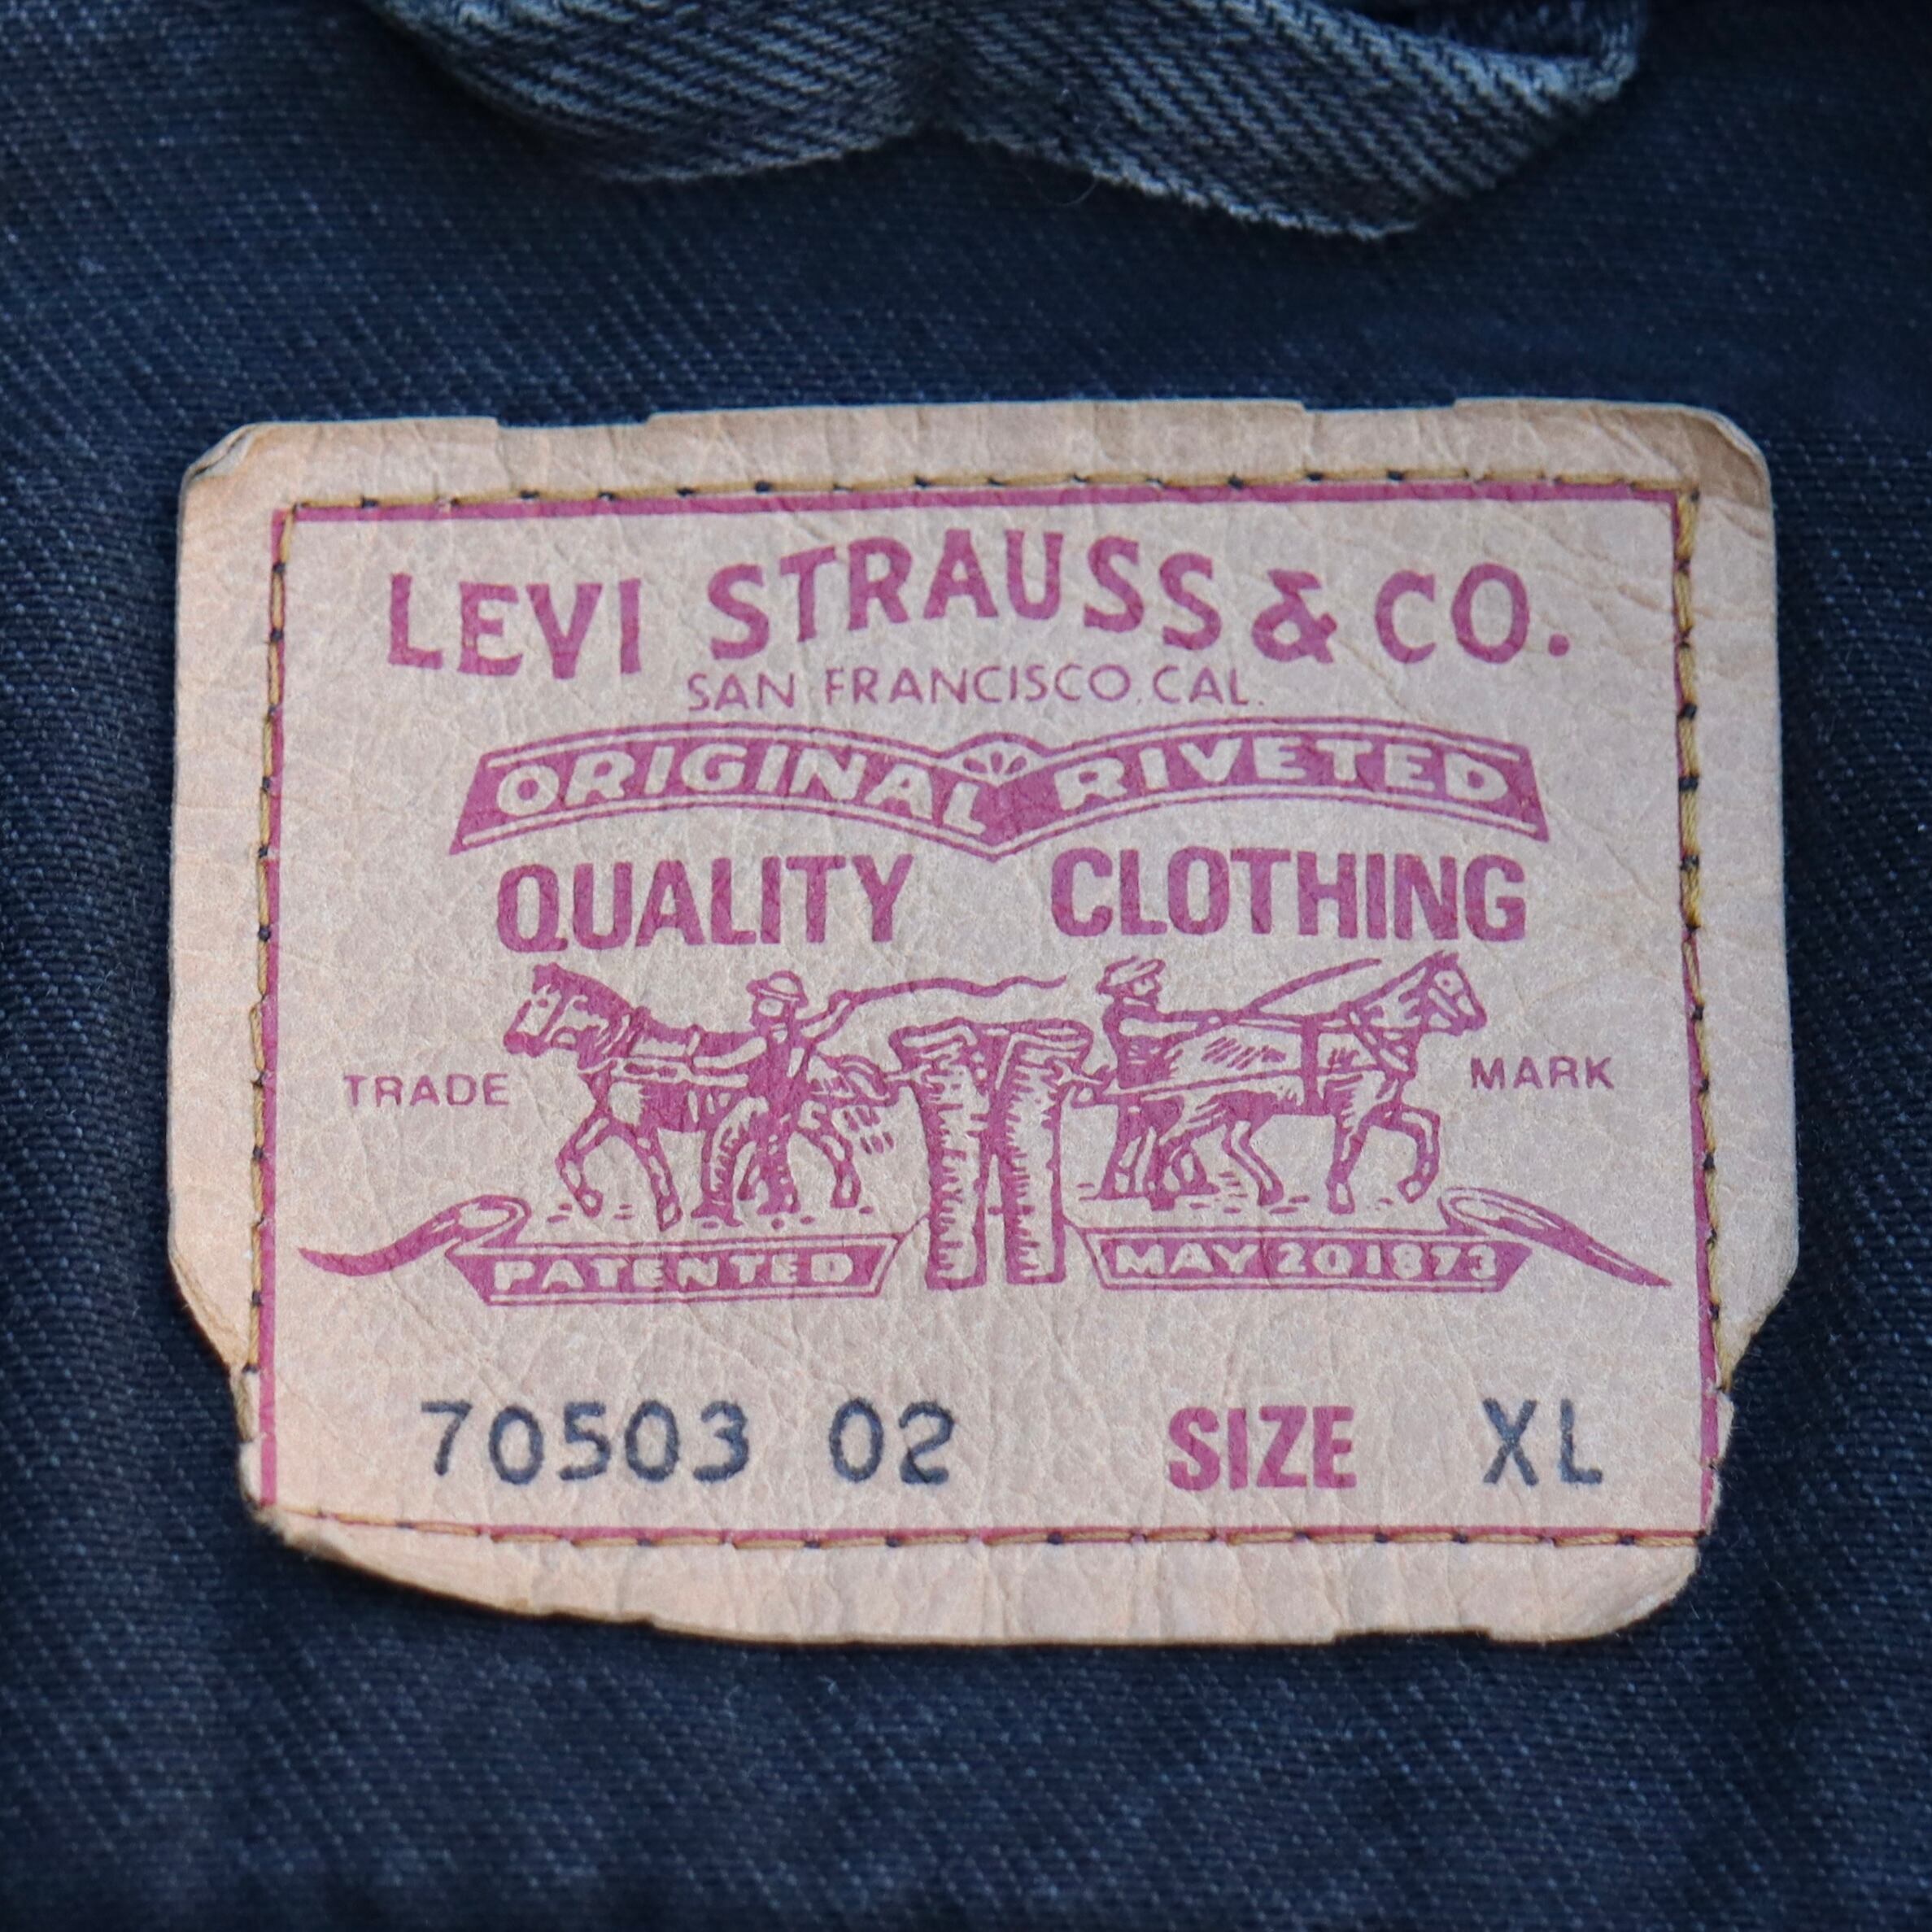 LEVI STRAUSS & CO.
SAN FRANCISCO. CAL.
ORIGINAL RIVETED
QUALITY CLOTHING
TRADE MARK
PATENTED MAY 20 1873
70503 02 SIZE XL